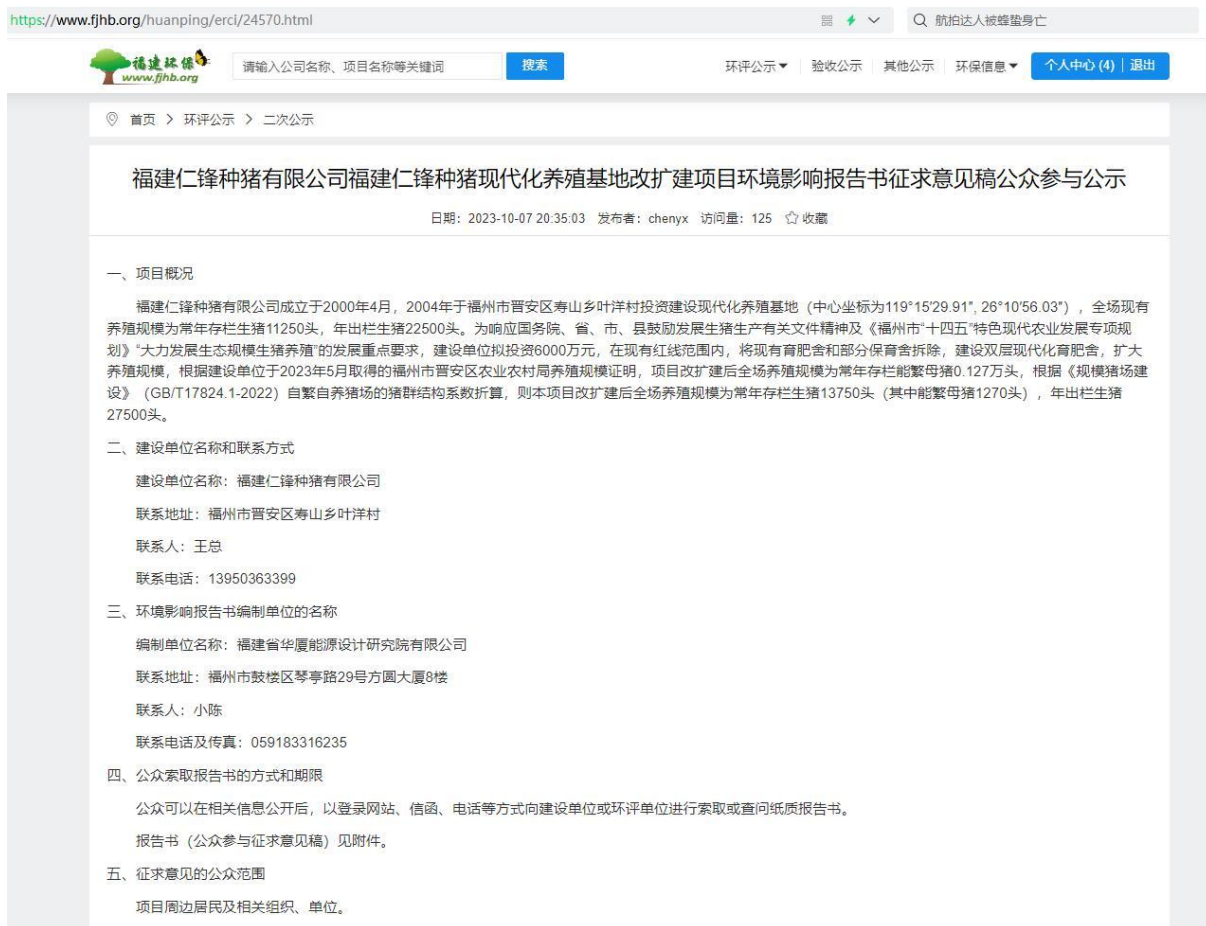 https://www.fjhb.org/huanping/erci/24570.html
航拍达人被蜂蛰身亡
福建环保
www.fjhb.org
请输入公司名称、项目名称等关键词
搜索
环评公示
验收公示
其他公示
环保信息
个人中心 (4) | 退出
首页 > 环评公示 > 二次公示
福建仁锋种猪有限公司福建仁锋种猪现代化养殖基地改扩建项目环境影响报告书征求意见稿公众参与公示
日期：2023-10-07 20:35:03 发布者：chenyx 访问量：125 收藏
一、项目概况
福建仁锋种猪有限公司成立于2000年4月，2004年于福州市晋安区寿山乡叶洋村投资建设现代化养殖基地（中心坐标为119°15'29.91", 26°10'56.03"），全场现有
养殖规模为常年存栏生猪11250头，年出栏生猪22500头。为响应国务院、省、市、县鼓励发展生猪生产有关文件精神及《福州市“十四五”特色现代农业发展专项规
划》“大力发展生态规模生猪养殖”的发展重点要求，建设单位拟投资6000万元，在现有红线范围内，将现有育肥舍和部分保育舍拆除，建设双层现代化育肥舍，扩大
养殖规模，根据建设单位于2023年5月取得的福州市晋安区农业农村局养殖规模证明，项目改扩建后全场养殖规模为常年存栏能繁母猪0.127万头，根据《规模猪场建
设》（GB/T17824.1-2022）自繁自养猪场的猪群结构系数折算，则本项目改扩建后全场养殖规模为常年存栏生猪13750头（其中能繁母猪1270头），年出栏生猪
27500头。
二、建设单位名称和联系方式
建设单位名称：福建仁锋种猪有限公司
联系地址：福州市晋安区寿山乡叶洋村
联系人：王总
联系电话：13950363399
三、环境影响报告书编制单位的名称
编制单位名称：福建省华厦能源设计研究院有限公司
联系地址：福州市鼓楼区琴亭路29号方圆大厦8楼
联系人：小陈
联系电话及传真：059183316235
四、公众索取报告书的方式和期限
公众可以在相关信息公开后，以登录网站、信函、电话等方式向建设单位或环评单位进行索取或查问纸质报告书。
报告书（公众参与征求意见稿）见附件。
五、征求意见的公众范围
项目周边居民及相关组织、单位。